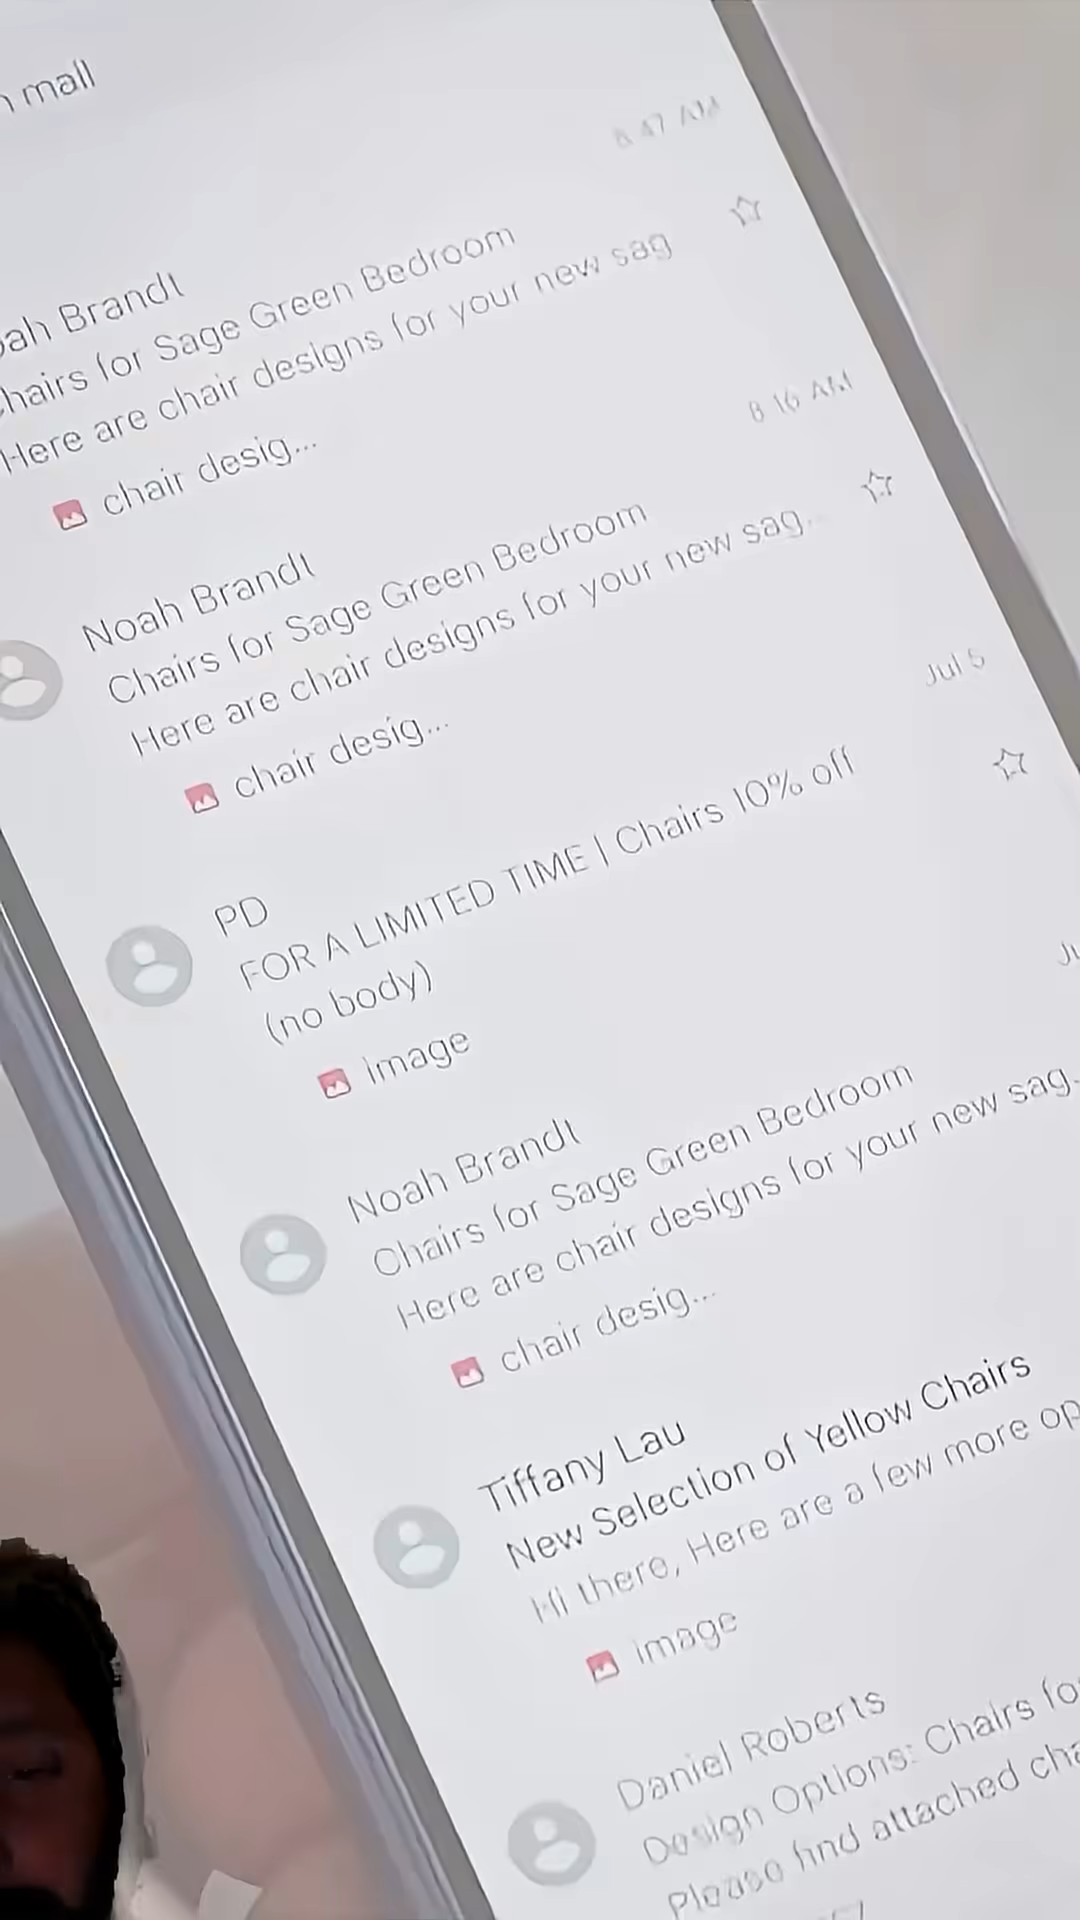 mall
8 47 AM
ah Brandt
hairs for Sage Green Bedroom
Here are chair designs for your new sag
chair desig...
8 16 AM
Noah Brandt
Chairs for Sage Green Bedroom
Here are chair designs for your new sag...
chair desig...
Jul 5
PD
FOR A LIMITED TIME | Chairs 10% off
(no body)
image
Ju
Noah Brandt
Chairs for Sage Green Bedroom
Here are chair designs for your new sag..
chair desig...
Tiffany Lau
New Selection of Yellow Chairs
Hi there, Here are a few more op
image
Daniel Roberts
Design Options: Chairs fo
Please find attached cha